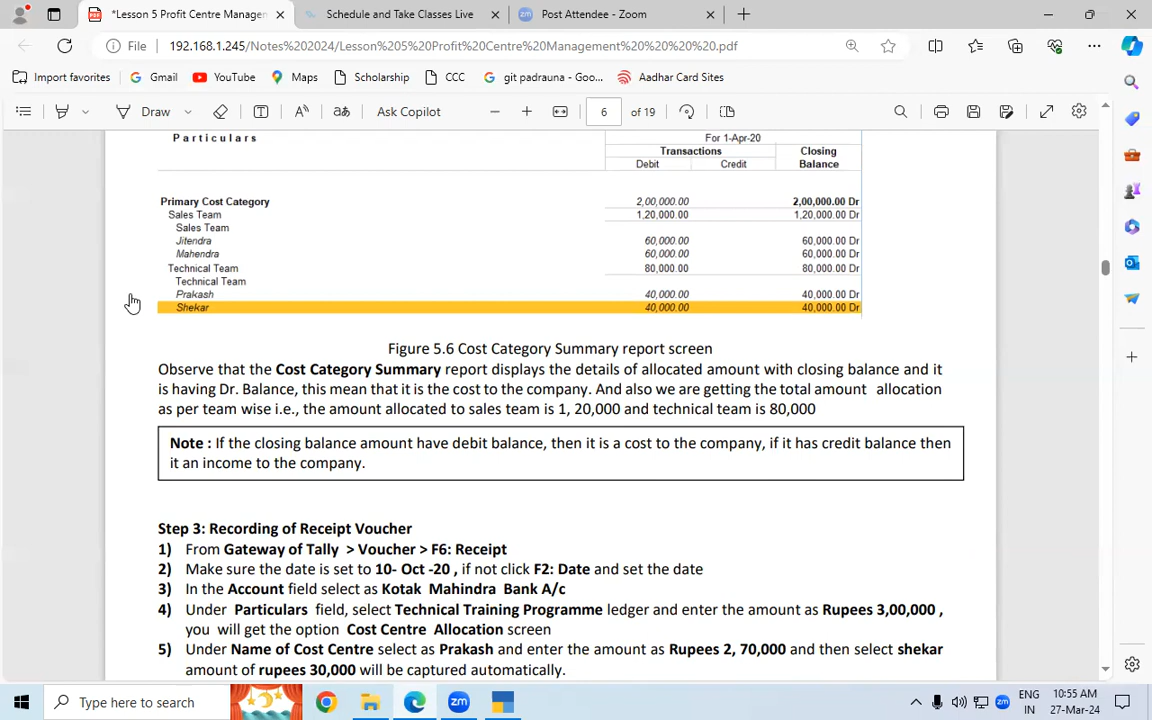 *Lesson 5 Profit Centre Managem
Schedule and Take Classes Live
zm
Post Attendee - Zoom
File
192.168.1.245/Notes%202024/Lesson%205%20Profit%20Centre%20Management%20%20%20%20.pdf
Import favorites
Gmail
YouTube
Maps
Scholarship
CCC
git padrauna - Goo...
Aadhar Card Sites
Draw
Ask Copilot
6
of 19
Particulars
For 1-Apr-20
Transactions
Closing
Debit
Credit
Balance
Primary Cost Category 2,00,000.00 2,00,000.00 Dr
Sales Team 1,20,000.00 1,20,000.00 Dr
Sales Team
Jitendra 60,000.00 60,000.00 Dr
Mahendra 60,000.00 60,000.00 Dr
Technical Team 80,000.00 80,000.00 Dr
Technical Team
Prakash 40,000.00 40,000.00 Dr
Shekar 40,000.00 40,000.00 Dr
Figure 5.6 Cost Category Summary report screen
Observe that the Cost Category Summary report displays the details of allocated amount with closing balance and it
is having Dr. Balance, this mean that it is the cost to the company. And also we are getting the total amount allocation
as per team wise i.e., the amount allocated to sales team is 1, 20,000 and technical team is 80,000
Note : If the closing balance amount have debit balance, then it is a cost to the company, if it has credit balance then
it an income to the company.
Step 3: Recording of Receipt Voucher
1) From Gateway of Tally > Voucher > F6: Receipt
2) Make sure the date is set to 10- Oct -20 , if not click F2: Date and set the date
3) In the Account field select as Kotak Mahindra Bank A/c
4) Under Particulars field, select Technical Training Programme ledger and enter the amount as Rupees 3,00,000 ,
you will get the option Cost Centre Allocation screen
5) Under Name of Cost Centre select as Prakash and enter the amount as Rupees 2, 70,000 and then select shekar
amount of rupees 30,000 will be captured automatically.
Type here to search
zm
zm
ENG
IN
10:55 AM
27-Mar-24